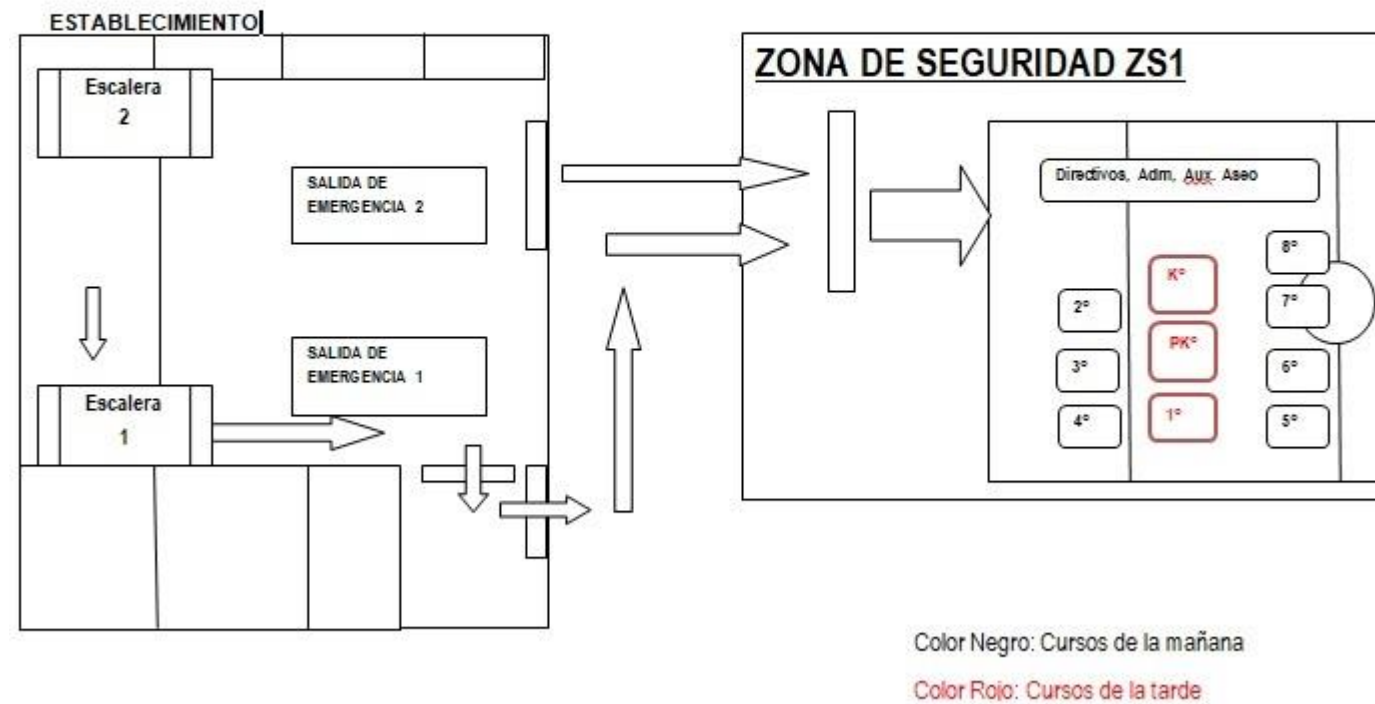 ESTABLECIMIENTO
Escalera
2
SALIDA DE
EMERGENCIA 2
SALIDA DE
EMERGENCIA 1
Escalera
1
ZONA DE SEGURIDAD ZS1
Directivos, Adm, Aux. Aseo
8°
K°
7°
2°
PK°
3°
6°
4°
1°
5°
Color Negro: Cursos de la mañana
Color Rojo: Cursos de la tarde